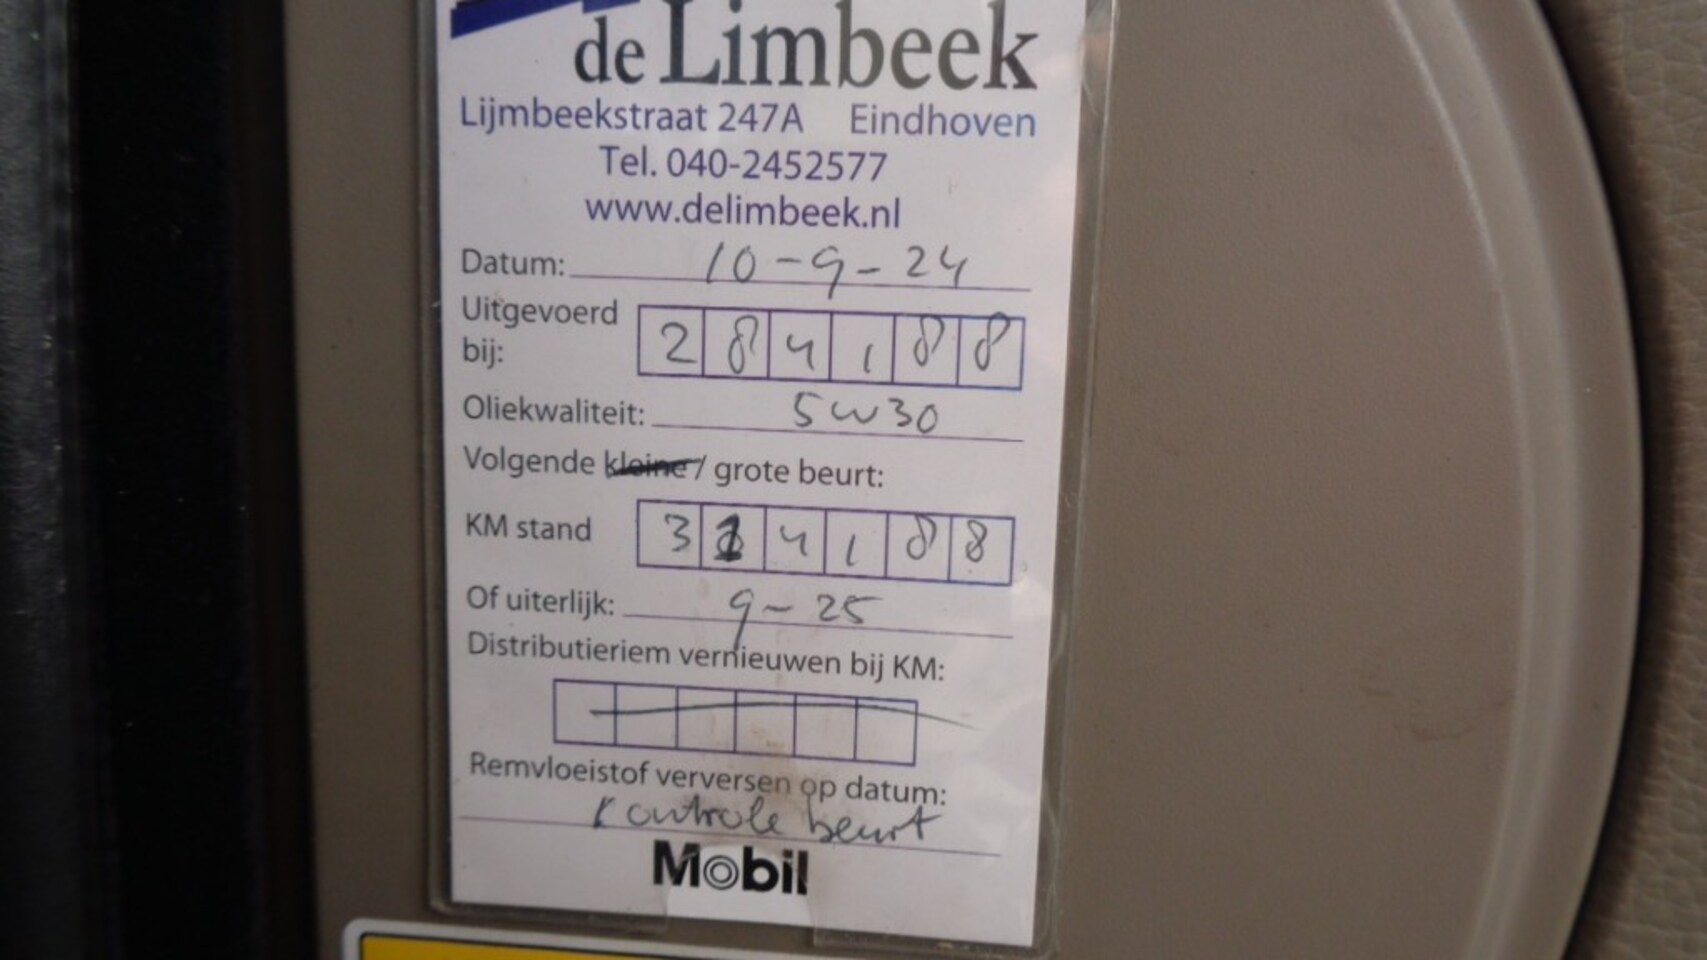 de Limbeek
Lijmbeekstraat 247A Eindhoven
Tel. 040-2452577
www.delimbeek.nl
Datum: 10-9-24
Uitgevoerd
bij: 284188
Oliekwaliteit: 5w30
Volgende kleine / grote beurt:
KM stand 314188
Of uiterlijk: 9-25
Distributieriem vernieuwen bij KM:
Remvloeistof verversen op datum:
Kontrole beurt
Mobil